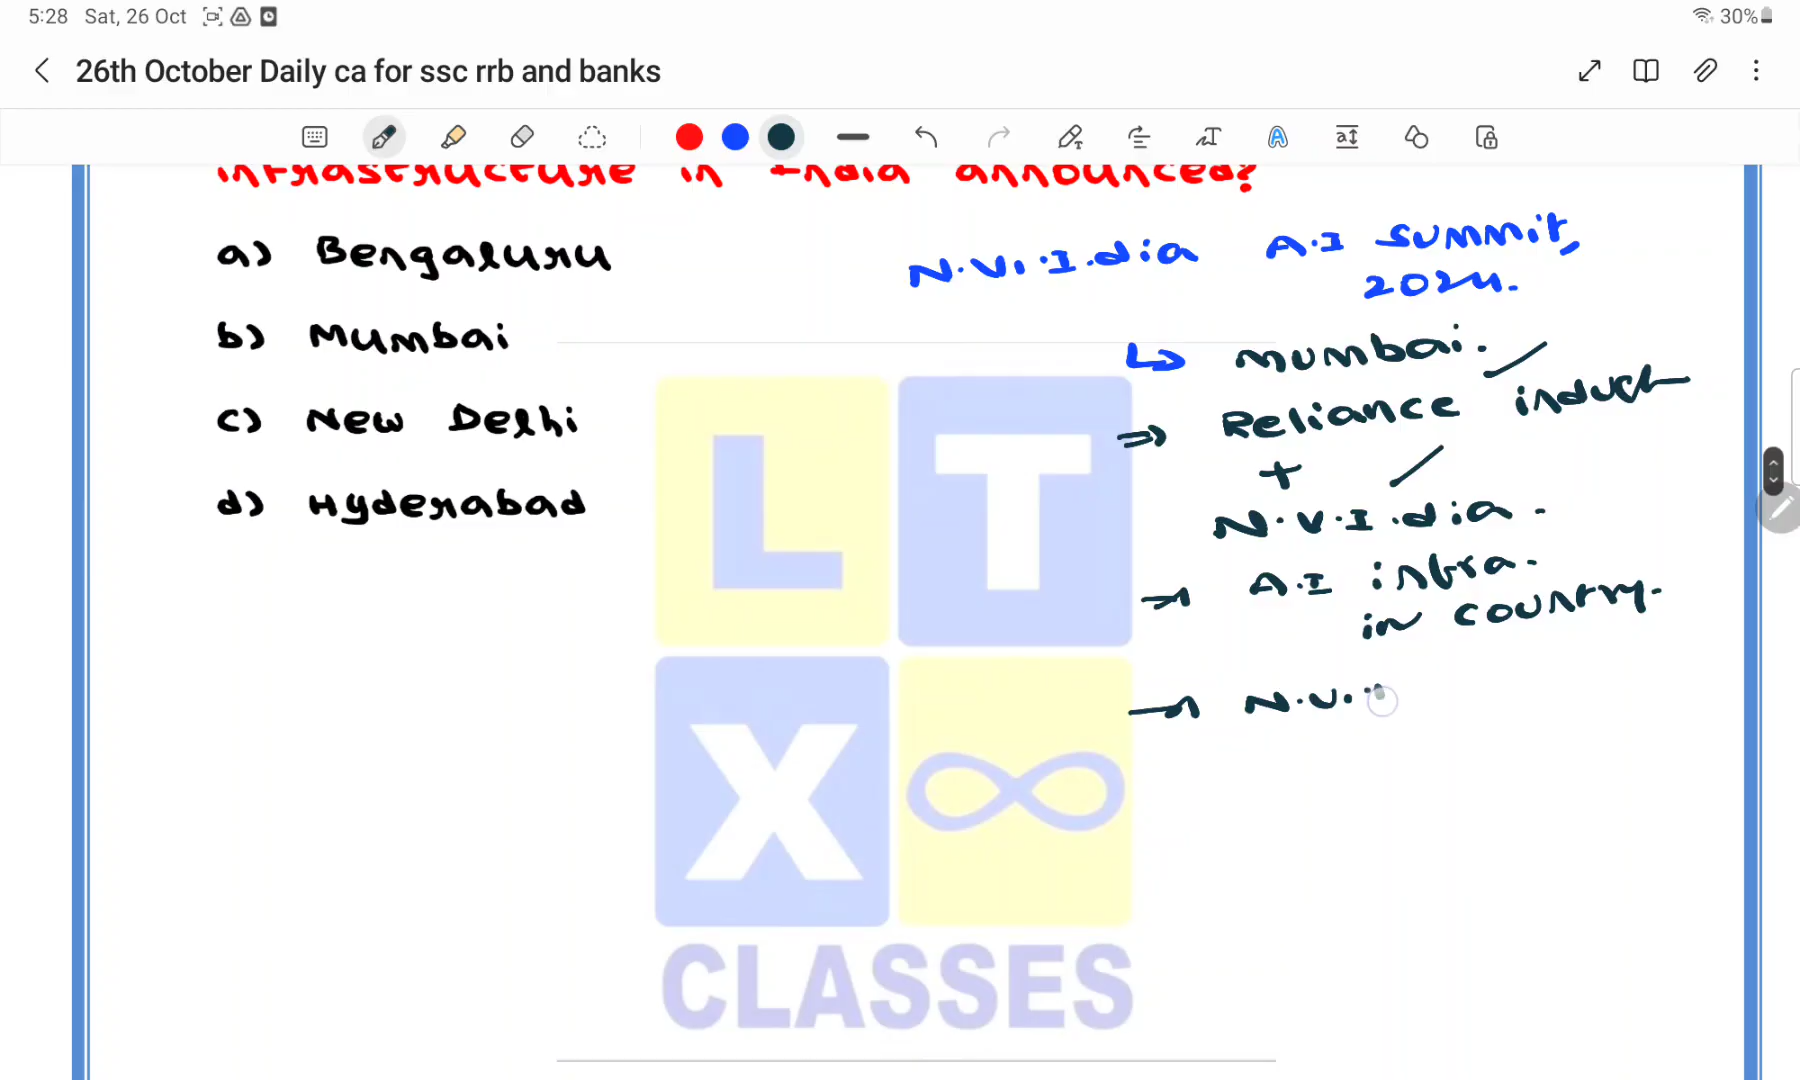 5:28 Sat, 26 Oct
30%
26th October Daily ca for ssc rrb and banks
infrastructure in India announced?
a) Bengaluru
b) Mumbai
c) New Delhi
d) Hyderabad
N.V.I.dia A.I Summit,
2024.
Mumbai.
Reliance
+
N.V.I.dia.
A.I infra.
in country.
N.V.
L T
X ∞
CLASSES